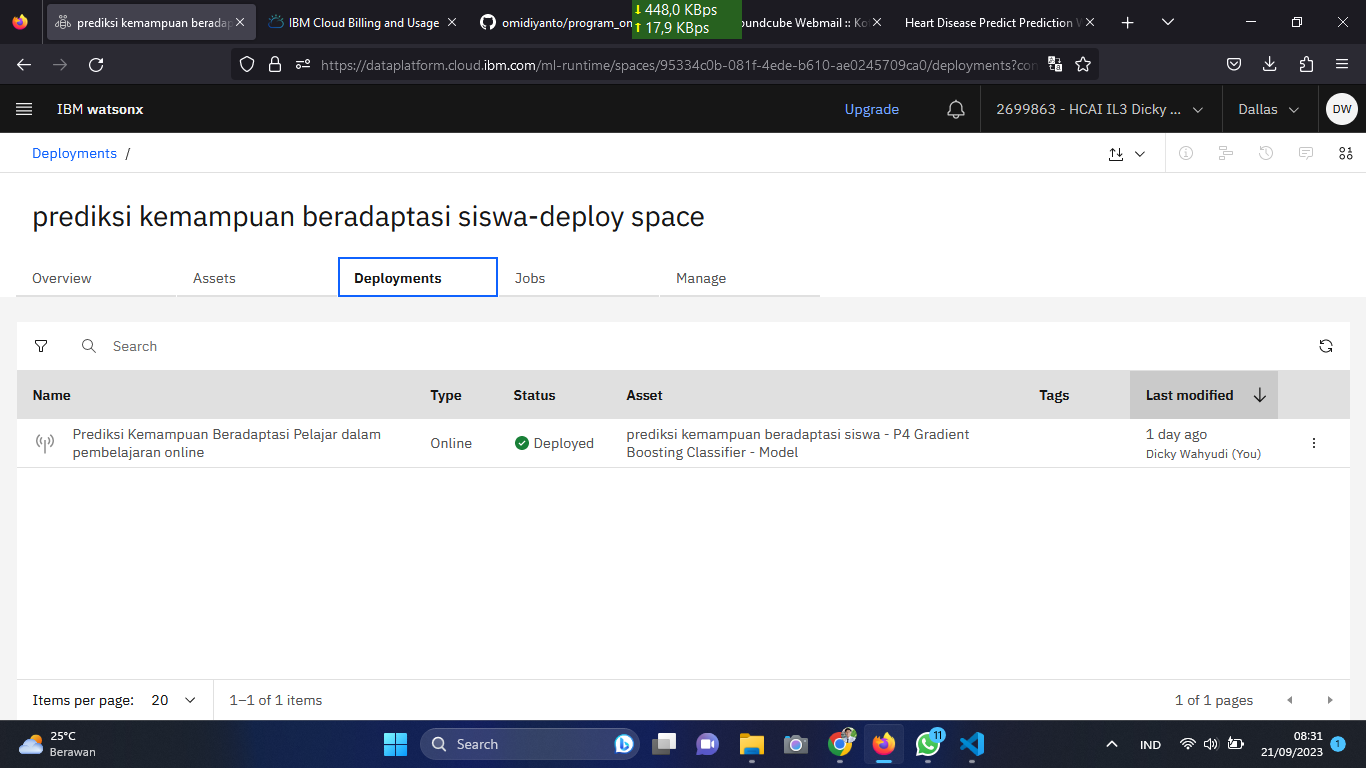 prediksi kemampuan beradap
IBM Cloud Billing and Usage
omidiyanto/program_on
448,0 KBps
17,9 KBps
oundcube Webmail :: Ko
Heart Disease Predict Prediction
https://dataplatform.cloud.ibm.com/ml-runtime/spaces/95334c0b-081f-4ede-b610-ae0245709ca0/deployments?con
IBM watsonx
Upgrade
2699863 - HCAI IL3 Dicky ...
Dallas
DW
Deployments /
prediksi kemampuan beradaptasi siswa-deploy space
Overview
Assets
Deployments
Jobs
Manage
Search
Name
Type
Status
Asset
Tags
Last modified
Prediksi Kemampuan Beradaptasi Pelajar dalam
pembelajaran online
Online
Deployed
prediksi kemampuan beradaptasi siswa - P4 Gradient
Boosting Classifier - Model
1 day ago
Dicky Wahyudi (You)
Items per page: 20
1–1 of 1 items
1 of 1 pages
25°C
Berawan
Search
11
IND
08:31
21/09/2023
1